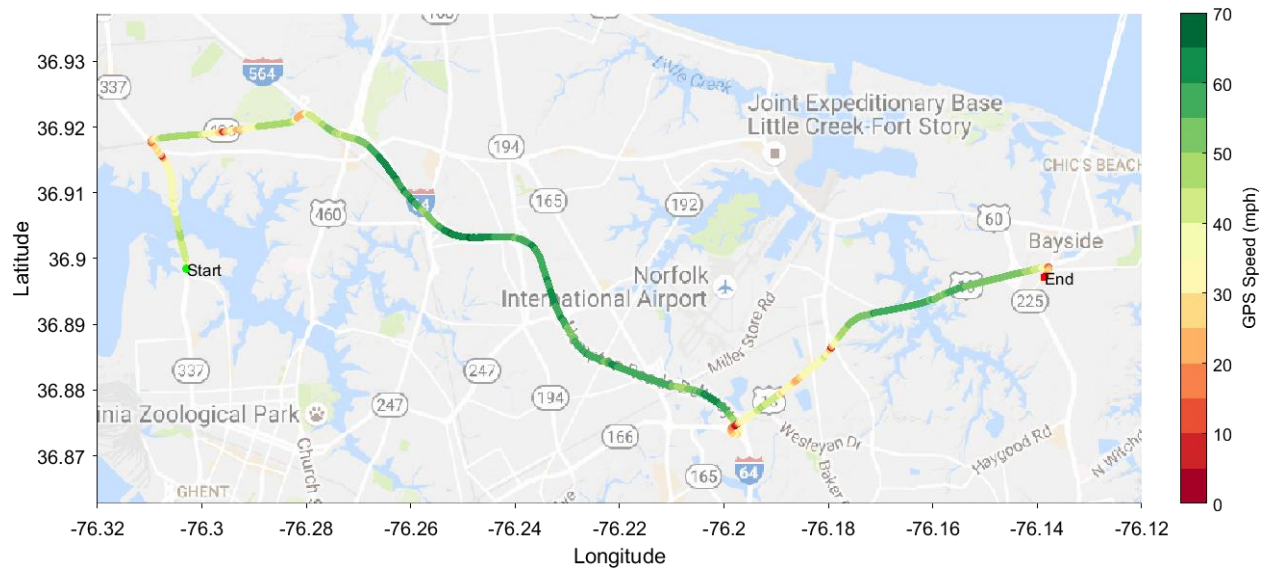 36.93
36.92
36.91
36.9
36.89
36.88
36.87
Latitude
-76.32
-76.3
-76.28
-76.26
-76.24
-76.22
-76.2
-76.18
-76.16
-76.14
-76.12
Longitude
70
60
50
40
30
20
10
0
GPS Speed (mph)
564
337
Little Creek
Joint Expeditionary Base
Little Creek-Fort Story
194
CHIC'S BEACH
165
192
460
60
Bayside
Start
End
225
Norfolk
International Airport
Miller Store Rd
337
247
247
194
inia Zoological Park
166
165
64
Church S
GHENT
Wesleyan Dr
Baker
Haygood Rd
N Witchd